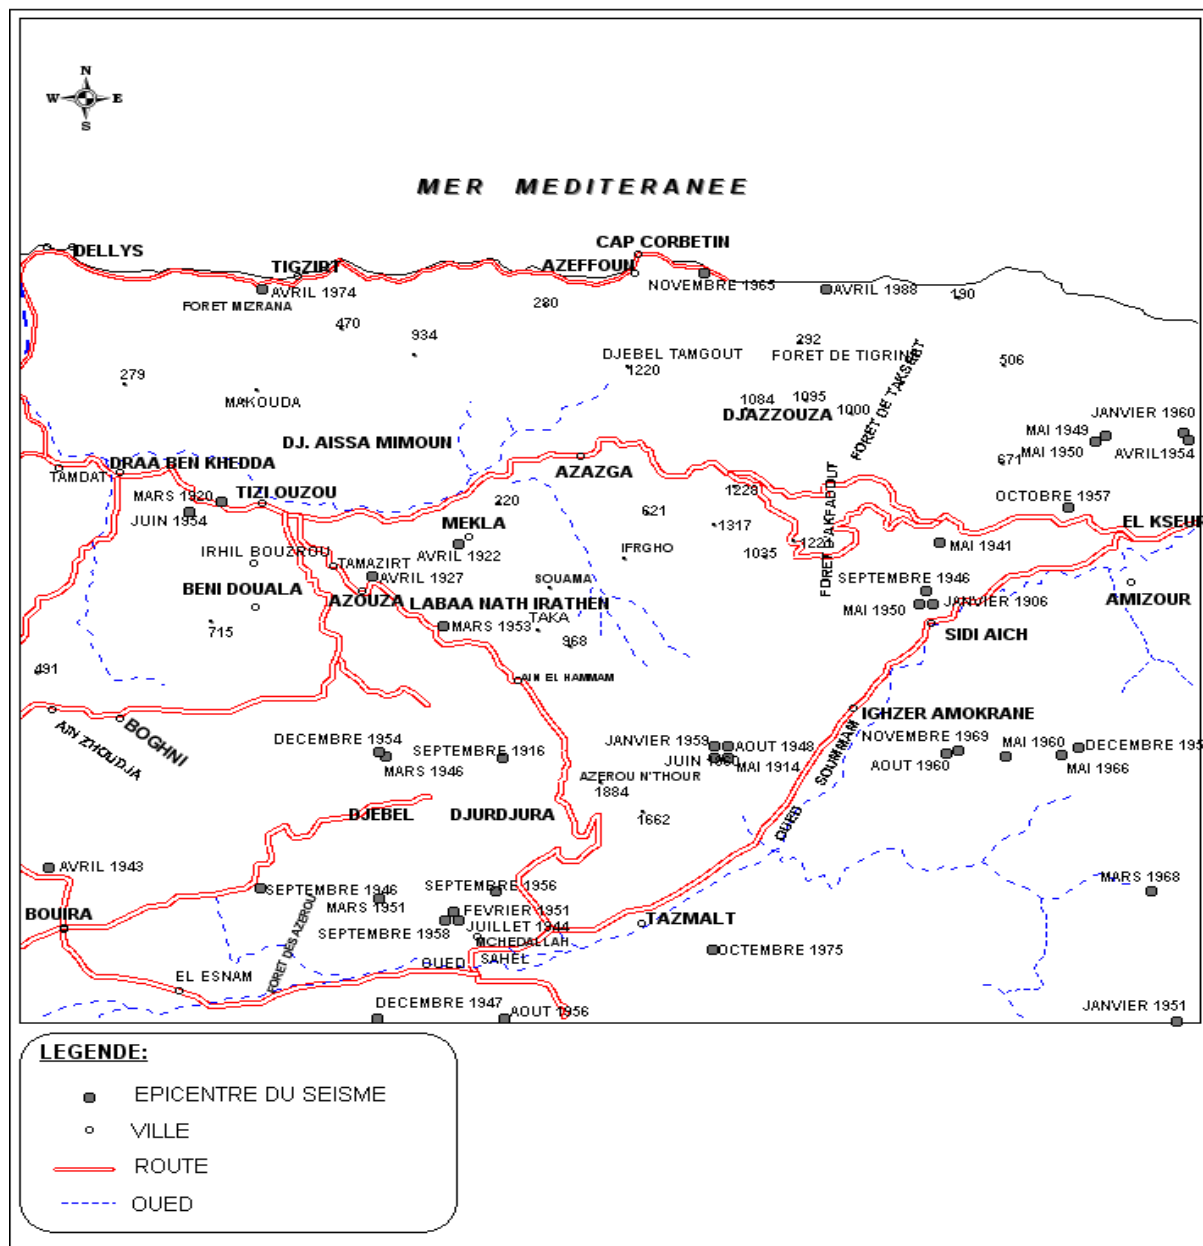 N
W E
S
MER MEDITERANEE
DELLYS
CAP CORBETIN
TIGZIRT
AZEFFOUN
NOVEMBRE 1965
AVRIL 1974
AVRIL 1988
190
FORET MIZRANA
280
470
934
292
DJEBEL TAMGOUT
FORET DE TIGRINE
1220
506
279
MAKOUDA
1084
1095
1000
DJAZZOUZA
FORET DE TAKSEBT
JANVIER 1960
MAI 1949
MAI 1950
AVRIL1954
DJ. AISSA MIMOUN
DRAA BEN KHEDDA
TAMDAT
AZAZGA
671
MARS 1920
TIZI OUZOU
1228
OCTOBRE 1957
220
621
JUIN 1954
MEKLA
1317
EL KSEUR
IRHIL BOUZROU
AVRIL 1922
IFRGHO
1035
122
FORET D'AKFABOUT
MAI 1941
TAMAZIRT
AVRIL 1927
SOUAMA
SEPTEMBRE 1946
BENI DOUALA
AZOUZA
LABAA NATH IRATHEN
MAI 1950
JANVIER 1906
AMIZOUR
MARS 1953
TAKA
715
968
SIDI AICH
491
AIN EL HAMMAM
AIN ZHOUDJA
BOGHNI
IGHZER AMOKRANE
DECEMBRE 1954
SEPTEMBRE 1916
JANVIER 1959
AOUT 1948
NOVEMBRE 1969
MAI 1960
DECEMBRE 195
MARS 1946
JUIN 1960
MAI 1914
AOUT 1960
MAI 1966
AZEROU N'THOUR
1884
SOUMMAM
OUED
DJEBEL DJURDJURA
1662
AVRIL 1943
SEPTEMBRE 1946
SEPTEMBRE 1956
MARS 1968
MARS 1951
FEVRIER 1951
BOUIRA
SEPTEMBRE 1958
JUILLET 1944
TAZMALT
MCHEDALLAH
FORET DES AZEROU
OUED
SAHEL
OCTEMBRE 1975
EL ESNAM
DECEMBRE 1947
AOUT 1956
JANVIER 1951
LEGENDE:
EPICENTRE DU SEISME
VILLE
ROUTE
OUED